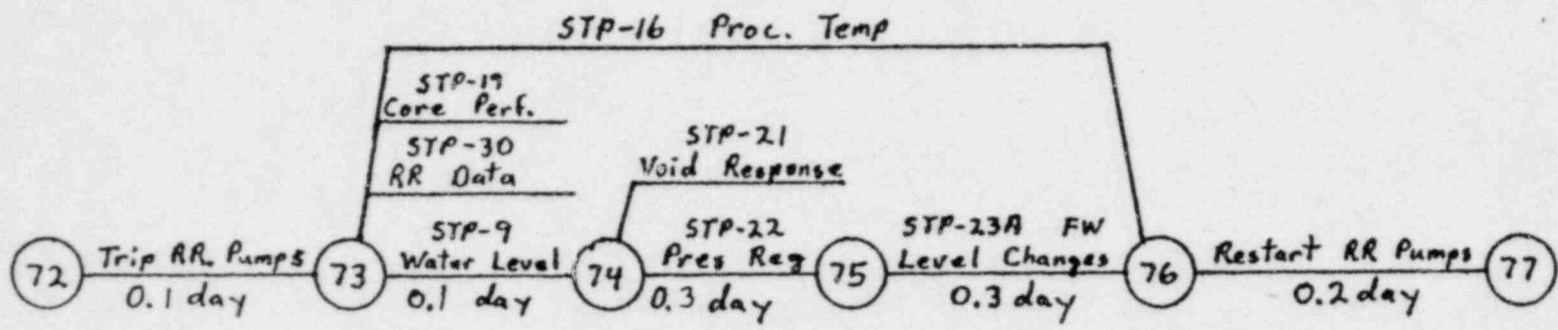 STP-16 Proc. Temp
STP-19
Core Perf.
STP-30
RR Data
STP-21
Void Response
STP-9
STP-22
STP-23A FW
72 Trip RR. Pumps 73 Water Level 74 Pres Reg 75 Level Changes 76 Restart RR Pumps 77
0.1 day 0.1 day 0.3 day 0.3 day 0.2 day